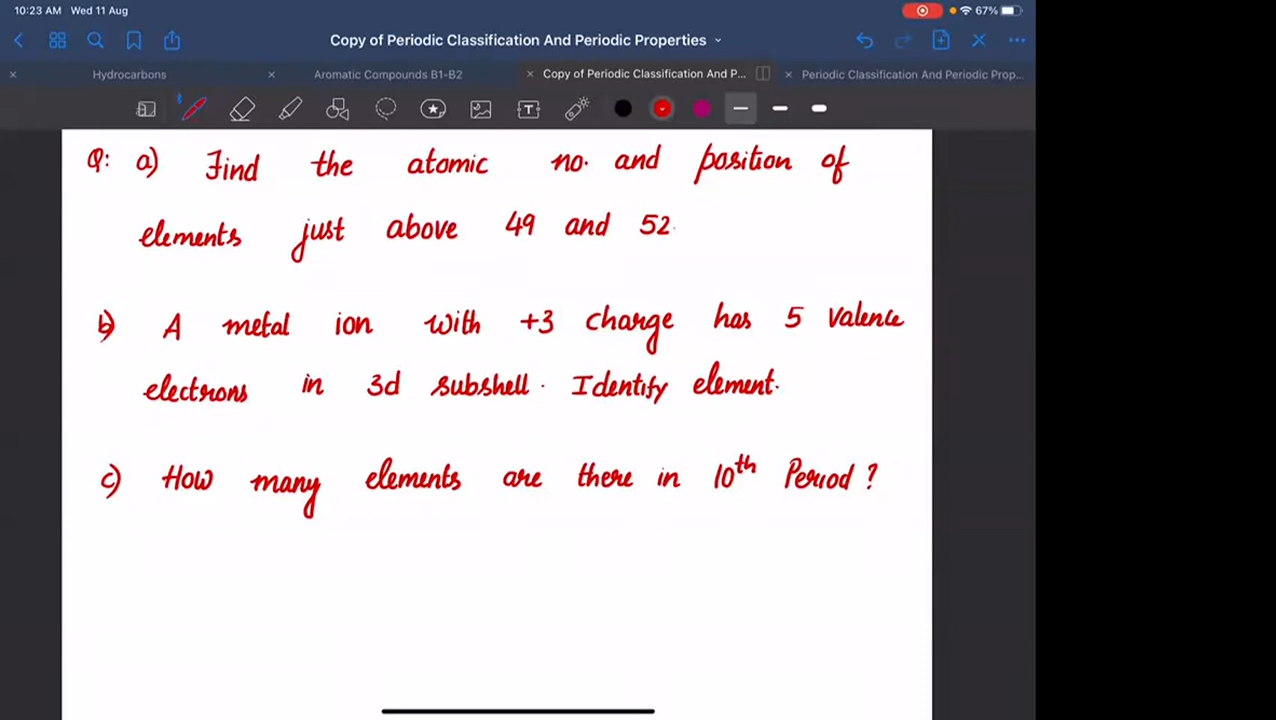 10:23 AM Wed 11 Aug
67%
Copy of Periodic Classification And Periodic Properties
Hydrocarbons
Aromatic Compounds B1-B2
Copy of Periodic Classification And P...
Periodic Classification And Periodic Prop...
Q: a) Find the atomic no. and position of
elements just above 49 and 52.
b) A metal ion with +3 charge has 5 valence
electrons in 3d subshell. Identify element.
c) How many elements are there in 10th Period?